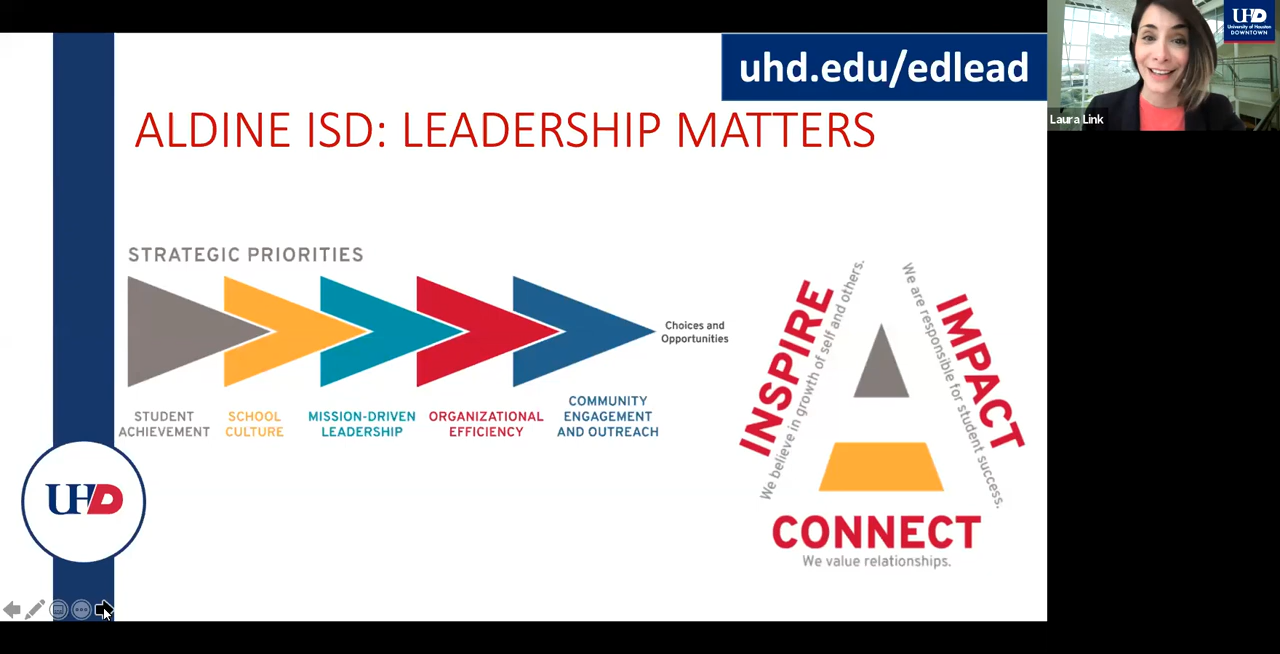 uhd.edu/edlead
UHD
University of Houston
DOWNTOWN
Laura Link
ALDINE ISD: LEADERSHIP MATTERS
STRATEGIC PRIORITIES
Choices and
Opportunities
STUDENT
ACHIEVEMENT
SCHOOL
CULTURE
MISSION-DRIVEN
LEADERSHIP
ORGANIZATIONAL
EFFICIENCY
COMMUNITY
ENGAGEMENT
AND OUTREACH
INSPIRE
We believe in growth of self and others.
IMPACT
We are responsible for student success.
CONNECT
We value relationships.
UHD